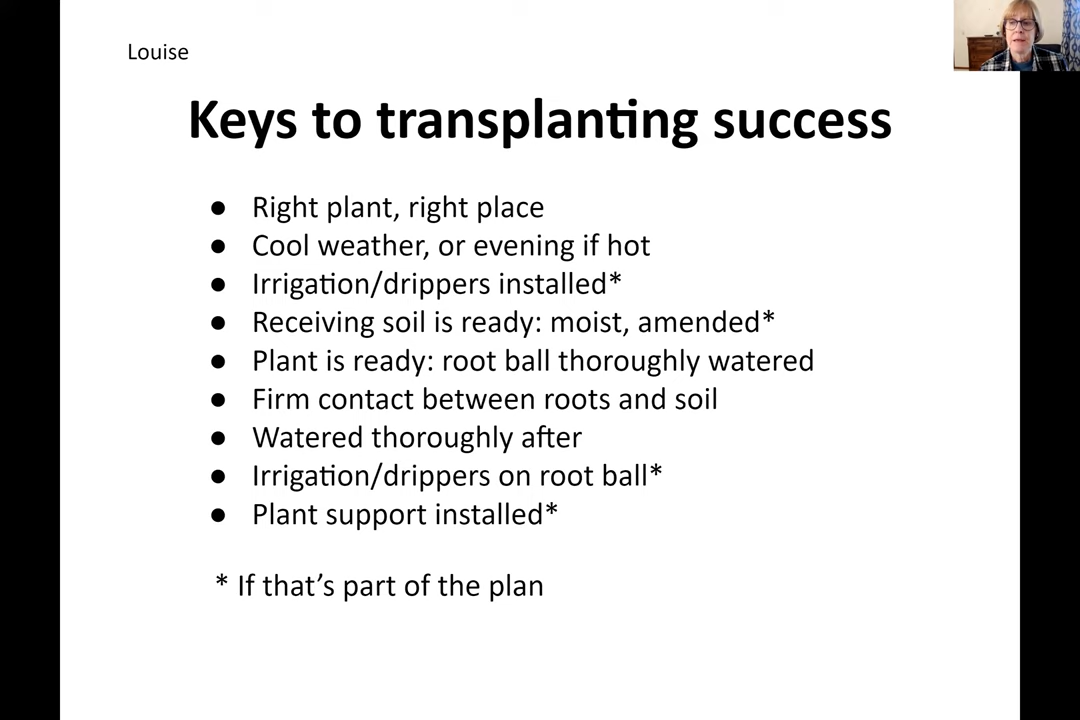 Louise
Keys to transplanting success
● Right plant, right place
● Cool weather, or evening if hot
● Irrigation/drippers installed*
● Receiving soil is ready: moist, amended*
● Plant is ready: root ball thoroughly watered
● Firm contact between roots and soil
● Watered thoroughly after
● Irrigation/drippers on root ball*
● Plant support installed*
* If that’s part of the plan